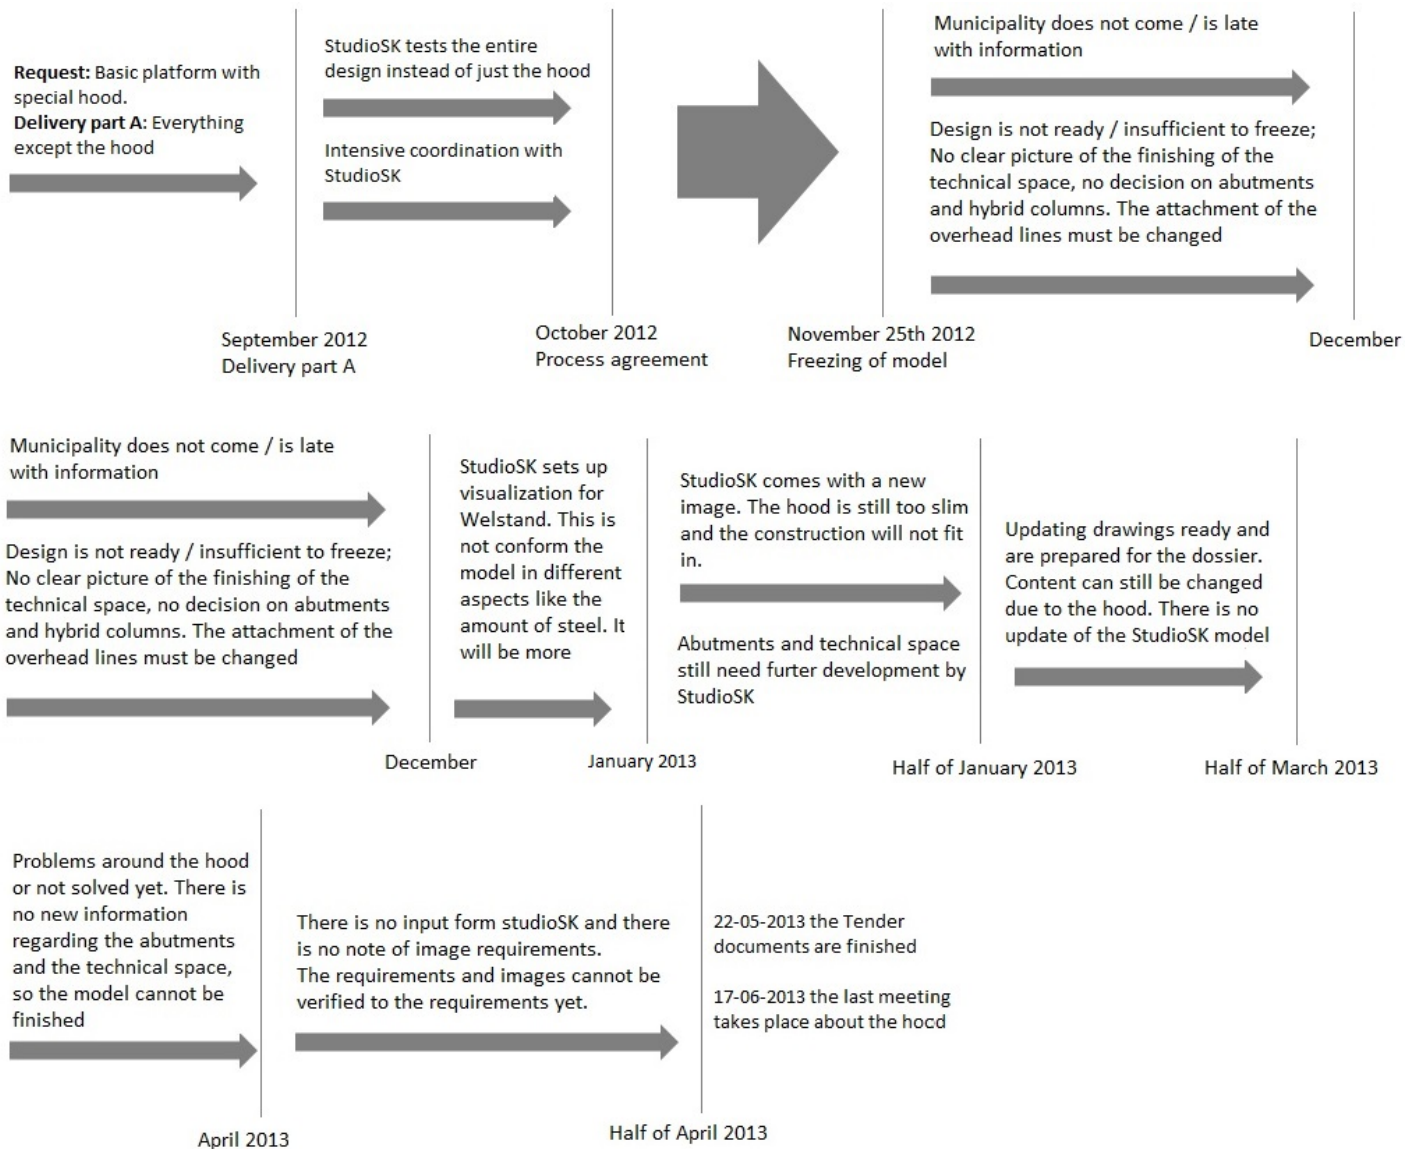 Request: Basic platform with
special hood.
Delivery part A: Everything
except the hood
StudioSK tests the entire
design instead of just the hood
Intensive coordination with
StudioSK
Municipality does not come / is late
with information
Design is not ready / insufficient to freeze;
No clear picture of the finishing of the
technical space, no decision on abutments
and hybrid columns. The attachment of the
overhead lines must be changed
September 2012
Delivery part A
October 2012
Process agreement
November 25th 2012
Freezing of model
December
Municipality does not come / is late
with information
Design is not ready / insufficient to freeze;
No clear picture of the finishing of the
technical space, no decision on abutments
and hybrid columns. The attachment of the
overhead lines must be changed
StudioSK sets up
visualization for
Welstand. This is
not conform the
model in different
aspects like the
amount of steel. It
will be more
StudioSK comes with a new
image. The hood is still too slim
and the construction will not fit
in.
Abutments and technical space
still need furter development by
StudioSK
Updating drawings ready and
are prepared for the dossier.
Content can still be changed
due to the hood. There is no
update of the StudioSK model
December
January 2013
Half of January 2013
Half of March 2013
Problems around the hood
or not solved yet. There is
no new information
regarding the abutments
and the technical space,
so the model cannot be
finished
There is no input form studioSK and there
is no note of image requirements.
The requirements and images cannot be
verified to the requirements yet.
22-05-2013 the Tender
documents are finished
17-06-2013 the last meeting
takes place about the hocd
April 2013
Half of April 2013